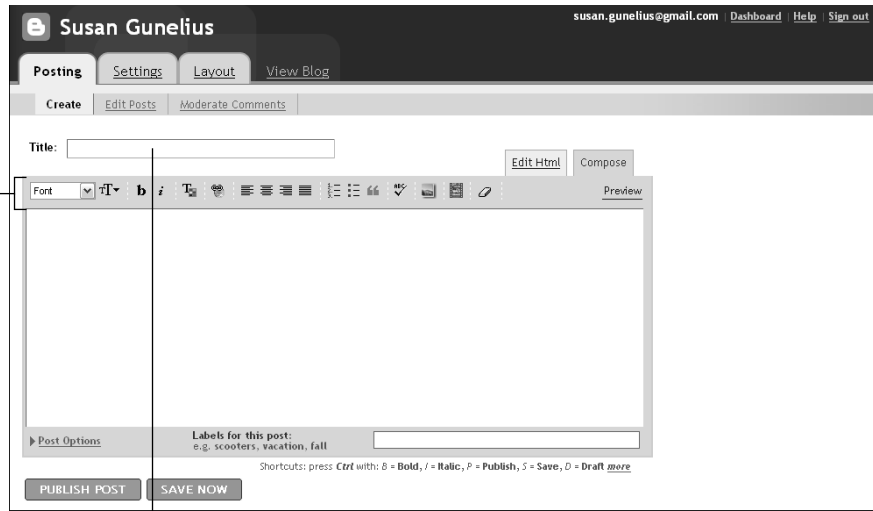 Susan Gunelius
susan.gunelius@gmail.com | Dashboard | Help | Sign out
Posting Settings Layout View Blog
Create Edit Posts Moderate Comments
Title:
Edit Html Compose
Font b i ABC Preview
Post Options
Labels for this post:
e.g. scooters, vacation, fall
Shortcuts: press Ctrl with: B = Bold, I = Italic, P = Publish, S = Save, D = Draft more
PUBLISH POST SAVE NOW